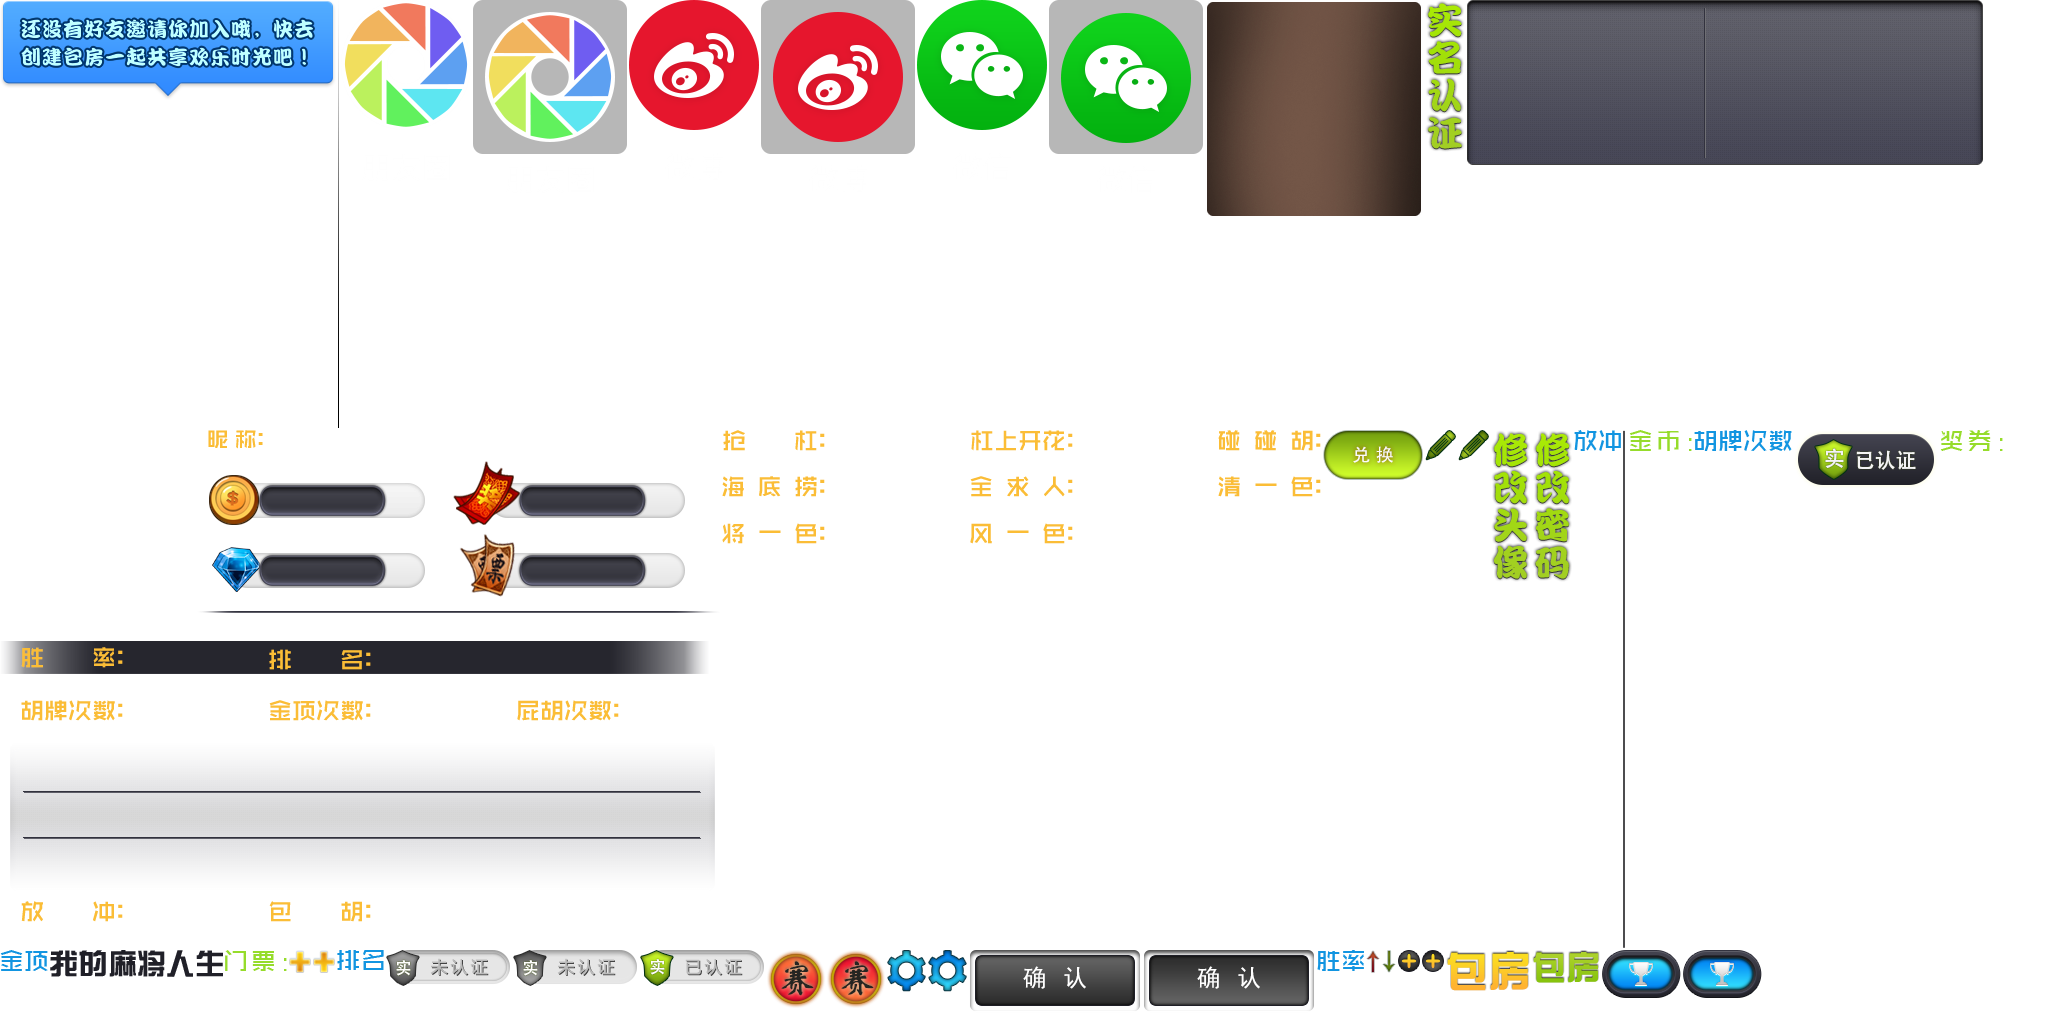 还没有好友邀请你加入哦，快去
创建包房一起共享欢乐时光吧！
实名认证
昵 称:
抢 杠:
杠上开花:
碰 碰 胡:
兑 换
修改头像
修改密码
放冲
金 币 :
胡牌次数
实 已认证
奖 券 :
海 底 捞:
全 求 人:
清 一 色:
将 一 色:
风 一 色:
票
胜 率:
排 名:
胡牌次数:
金顶次数:
屁胡次数:
放 冲:
包 胡:
金顶
我的麻将人生
门 票 :
排名
实 未认证
实 未认证
实 已认证
赛
赛
确 认
确 认
胜率
包房
包房